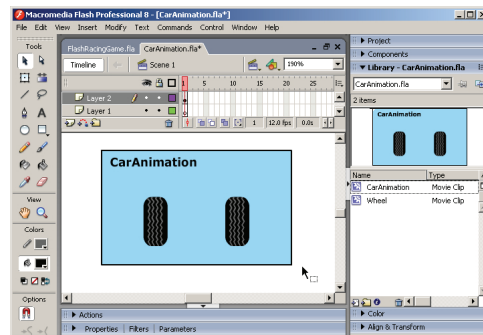 Macromedia Flash Professional 8 - [CarAnimation.fla*]
File Edit View Insert Modify Text Commands Control Window Help
Tools
View
Colors
Options
FlashRacingGame.fla CarAnimation.fla*
Timeline Scene 1 190%
1 5 10 15 20 25
Layer 2
Layer 1
1 12.0 fps 0.0s
CarAnimation
Actions
Properties Filters Parameters
Project
Components
Library - CarAnimation.fla
CarAnimation.fla
2 items
CarAnimation
Name Type
CarAnimation Movie Clip
Wheel Movie Clip
Color
Align & Transform